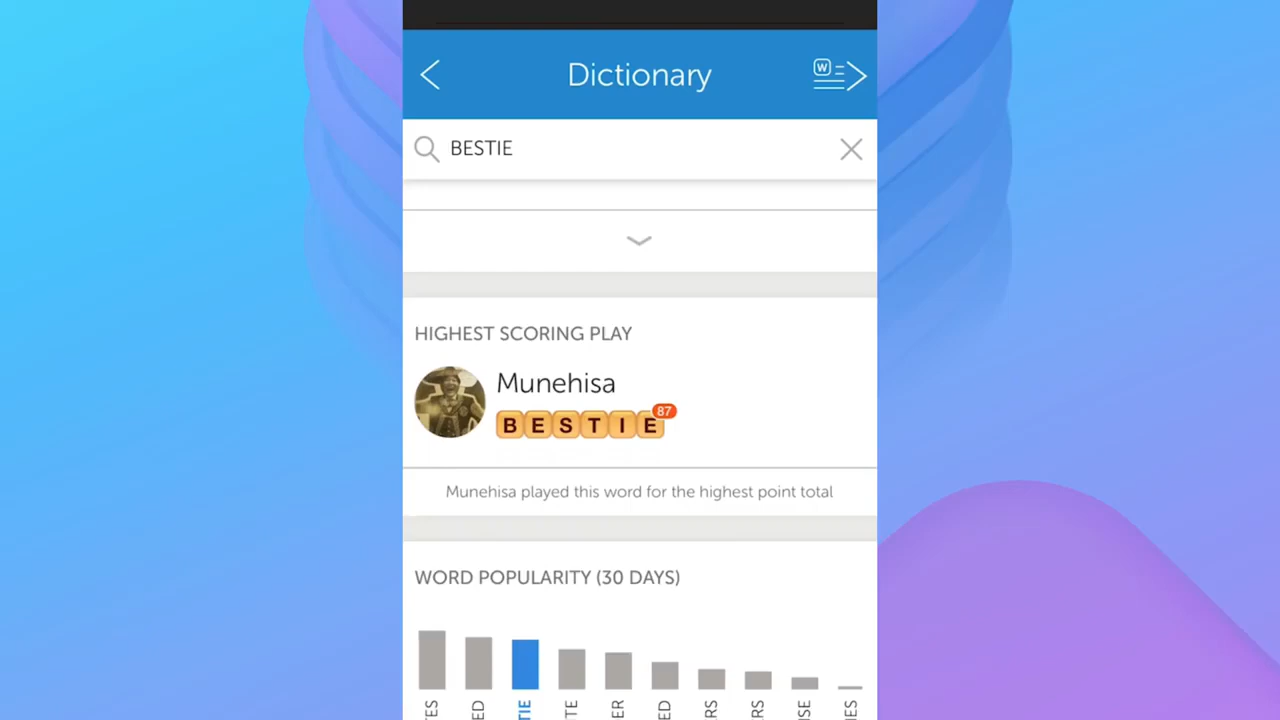 Dictionary
W
BESTIE
HIGHEST SCORING PLAY
Munehisa
BESTIE
87
Munehisa played this word for the highest point total
WORD POPULARITY (30 DAYS)